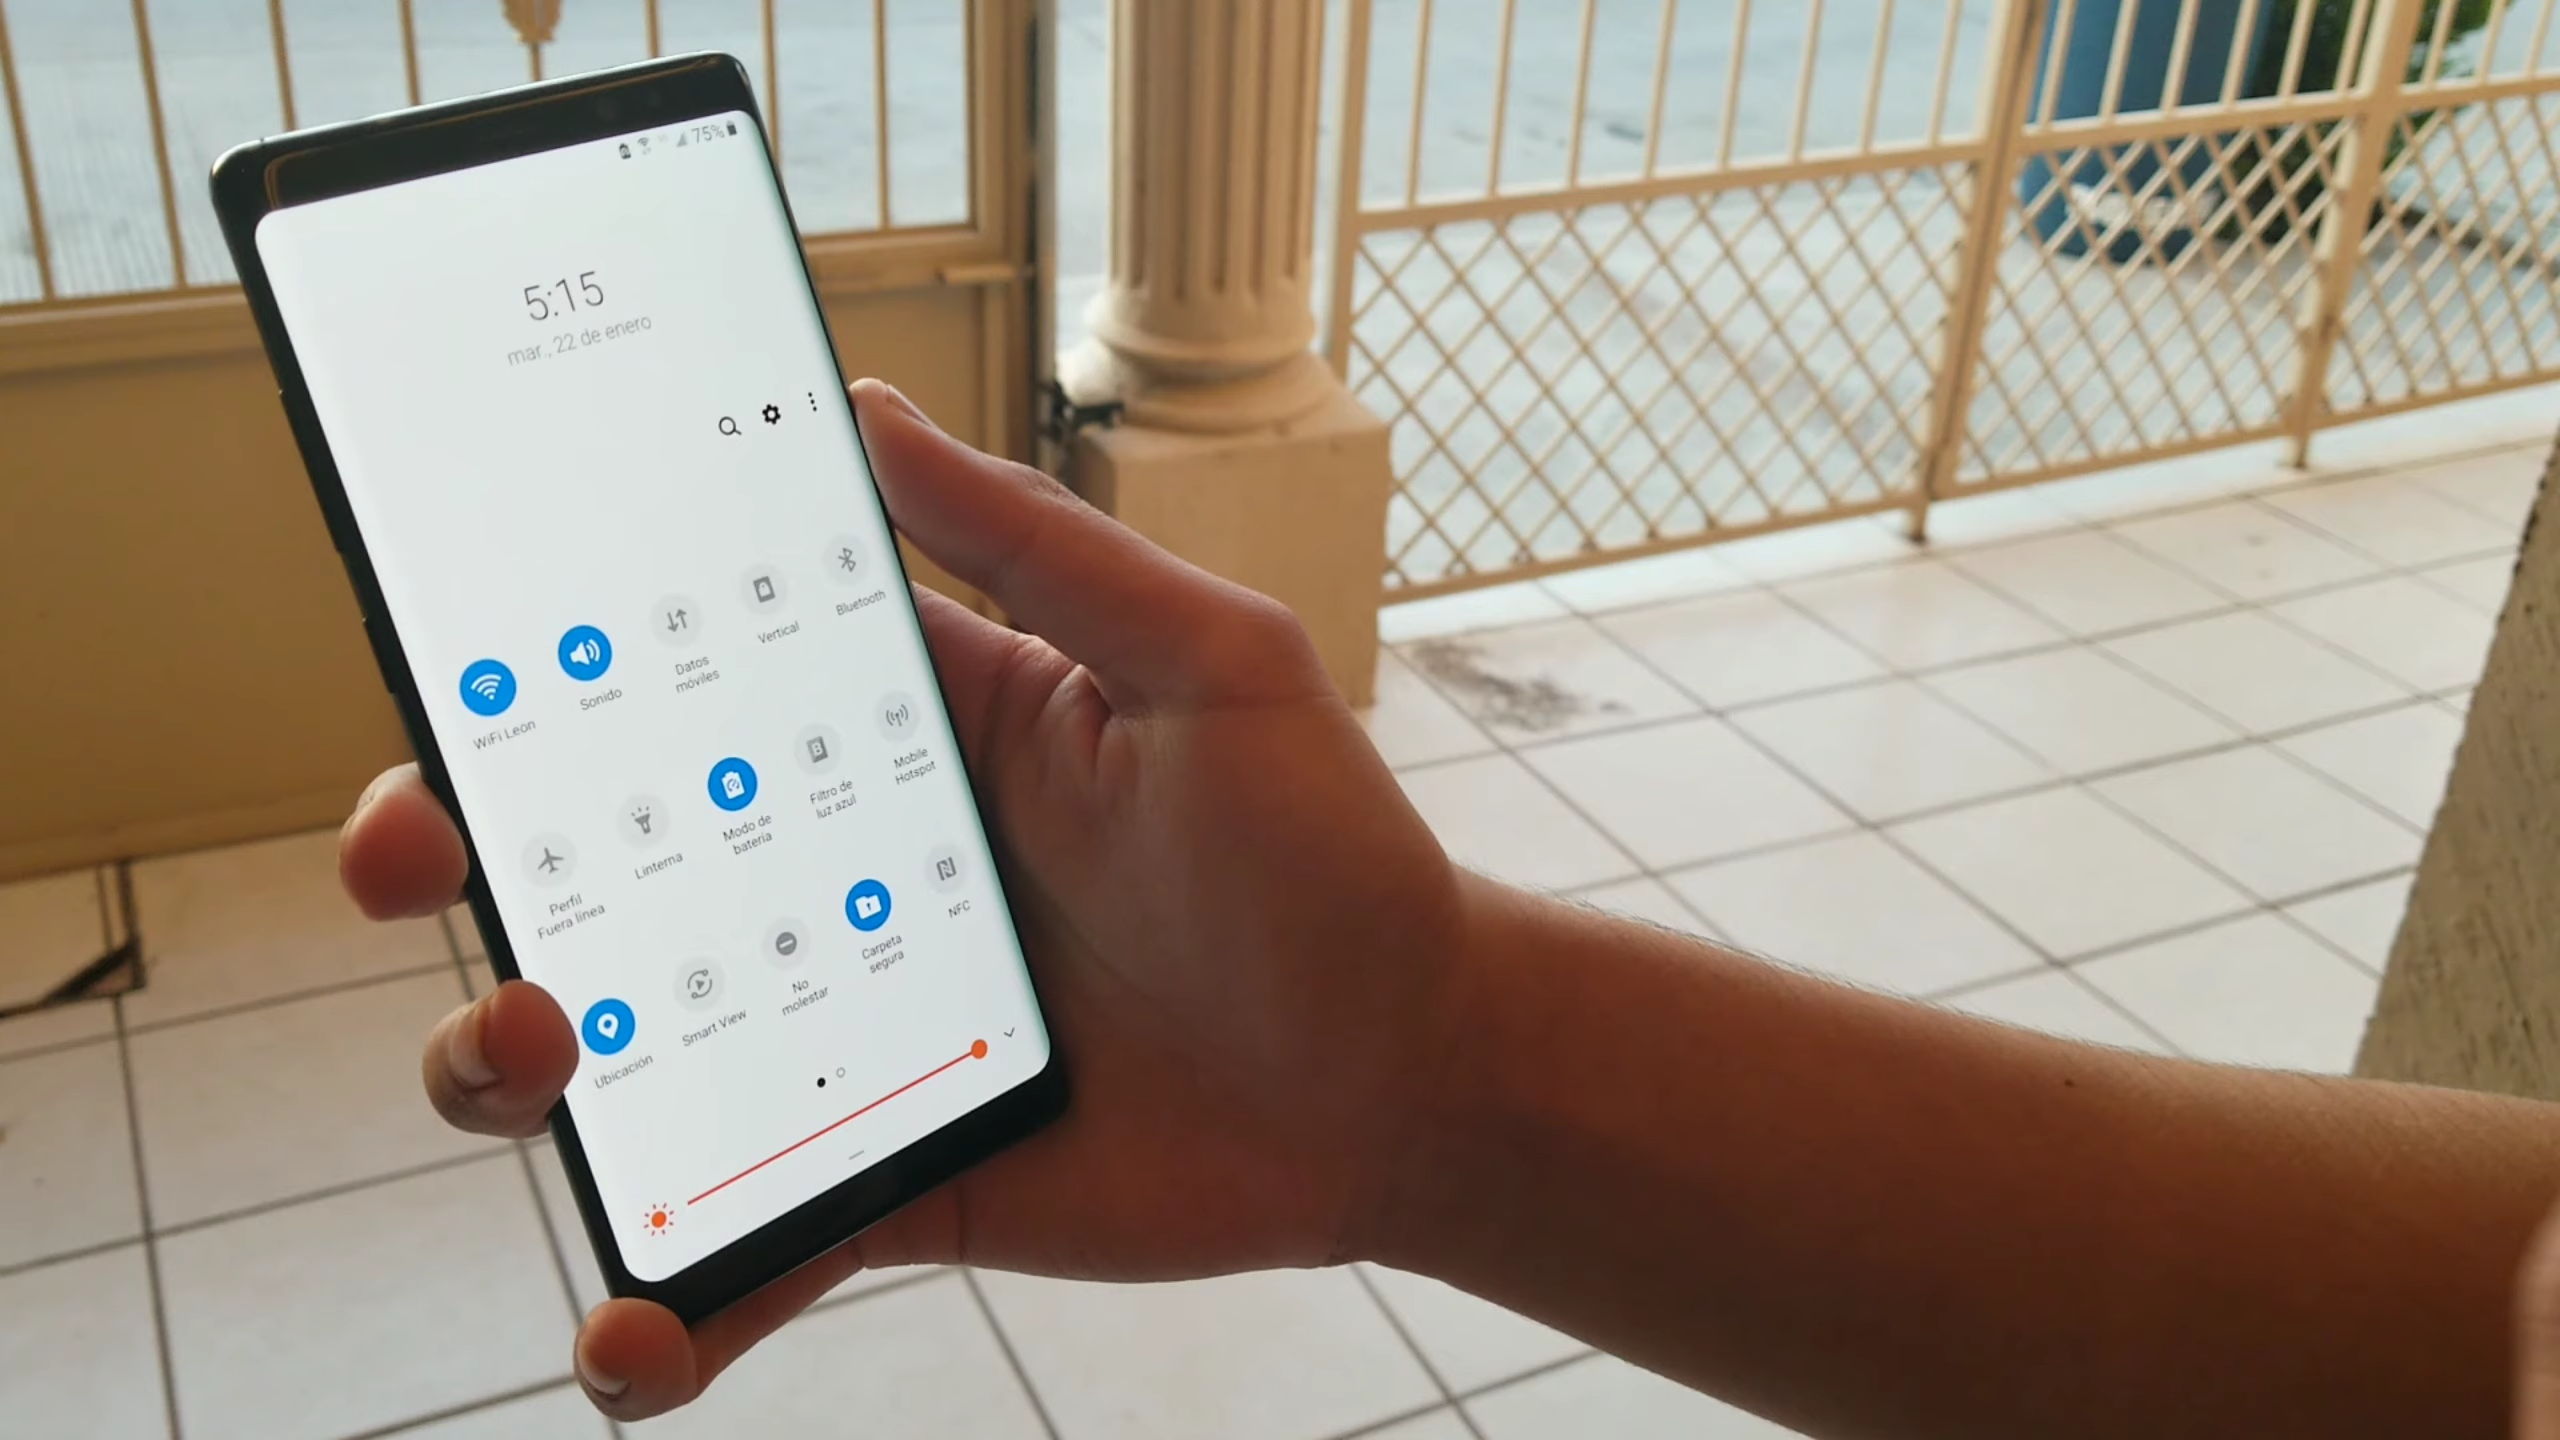 75%
5:15
mar., 22 de enero
WiFi Leon
Sonido
Datos
móviles
Vertical
Bluetooth
Perfil
Fuera línea
Linterna
Modo de
batería
Filtro de
luz azul
Mobile
Hotspot
Ubicación
Smart View
No
molestar
Carpeta
segura
NFC